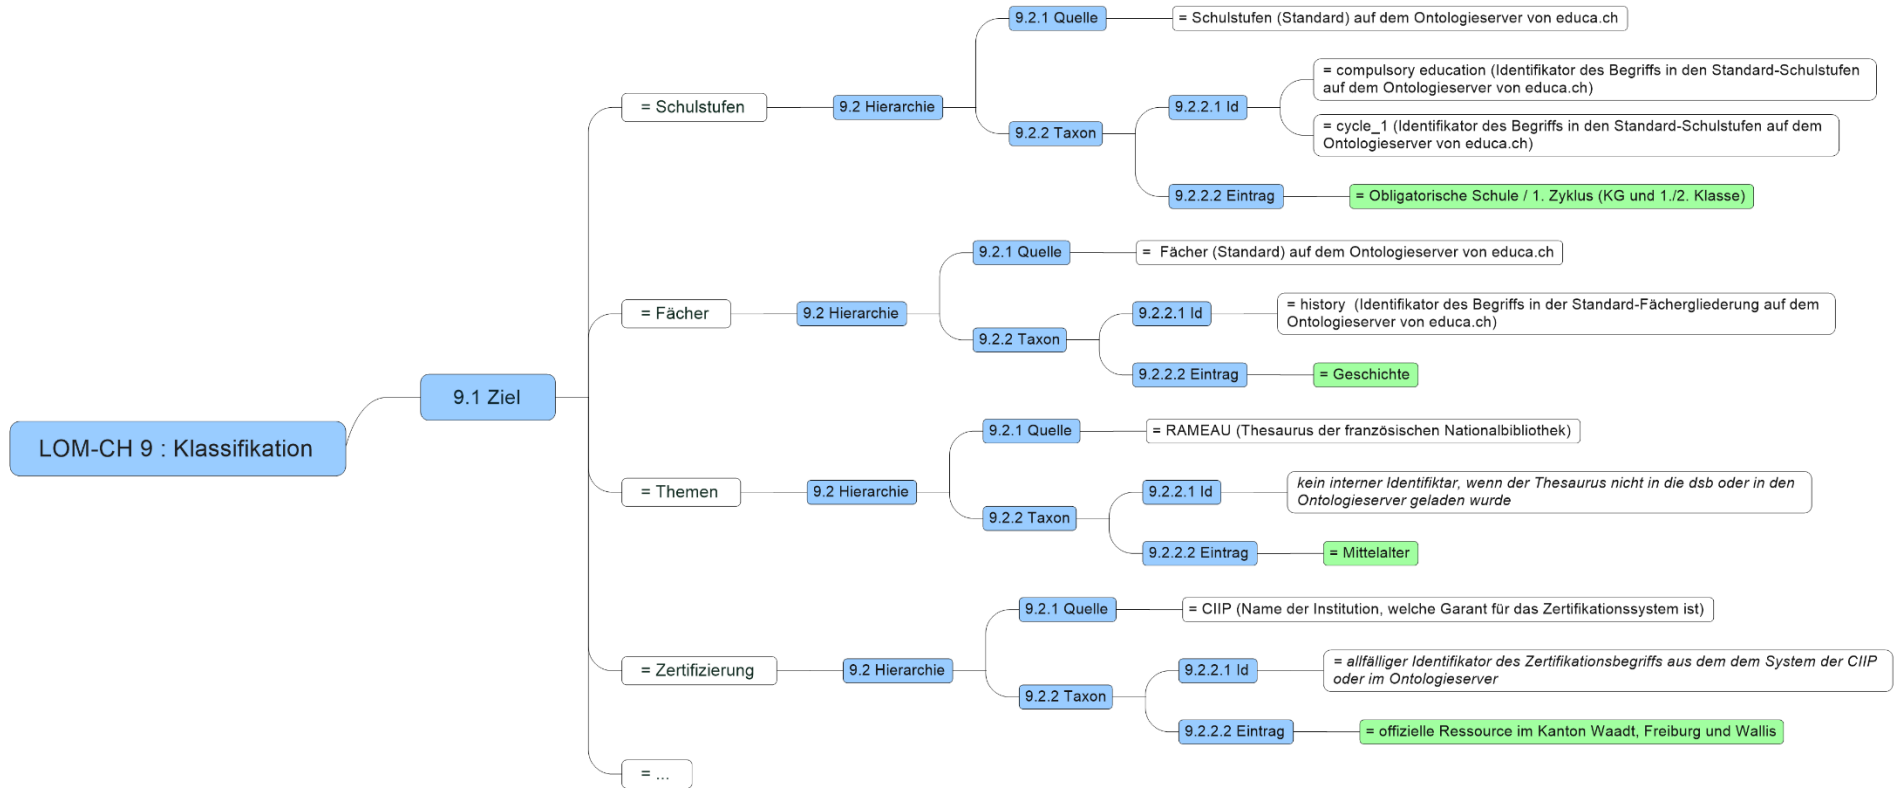 LOM-CH 9 : Klassifikation
9.1 Ziel
= Schulstufen
9.2 Hierarchie
9.2.1 Quelle
= Schulstufen (Standard) auf dem Ontologieserver von educa.ch
9.2.2 Taxon
9.2.2.1 Id
= compulsory education (Identifikator des Begriffs in den Standard-Schulstufen
auf dem Ontologieserver von educa.ch)
= cycle_1 (Identifikator des Begriffs in den Standard-Schulstufen auf dem
Ontologieserver von educa.ch)
9.2.2.2 Eintrag
= Obligatorische Schule / 1. Zyklus (KG und 1./2. Klasse)
= Fächer
9.2 Hierarchie
9.2.1 Quelle
= Fächer (Standard) auf dem Ontologieserver von educa.ch
9.2.2 Taxon
9.2.2.1 Id
= history (Identifikator des Begriffs in der Standard-Fächergliederung auf dem
Ontologieserver von educa.ch)
9.2.2.2 Eintrag
= Geschichte
= Themen
9.2 Hierarchie
9.2.1 Quelle
= RAMEAU (Thesaurus der französischen Nationalbibliothek)
9.2.2 Taxon
9.2.2.1 Id
kein interner Identifiktar, wenn der Thesaurus nicht in die dsb oder in den
Ontologieserver geladen wurde
9.2.2.2 Eintrag
= Mittelalter
= Zertifizierung
9.2 Hierarchie
9.2.1 Quelle
= CIIP (Name der Institution, welche Garant für das Zertifikationssystem ist)
9.2.2 Taxon
9.2.2.1 Id
= allfälliger Identifikator des Zertifikationsbegriffs aus dem dem System der CIIP
oder im Ontologieserver
9.2.2.2 Eintrag
= offizielle Ressource im Kanton Waadt, Freiburg und Wallis
= ...